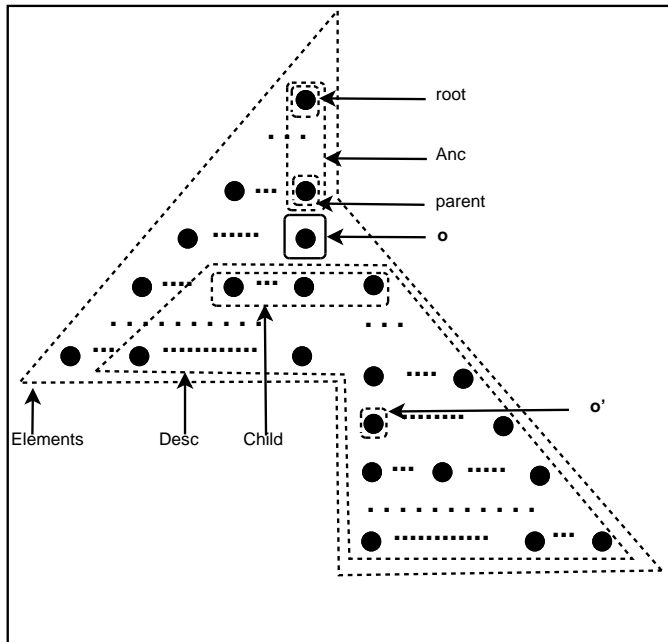 root
Anc
parent
o
o'
Elements
Desc
Child